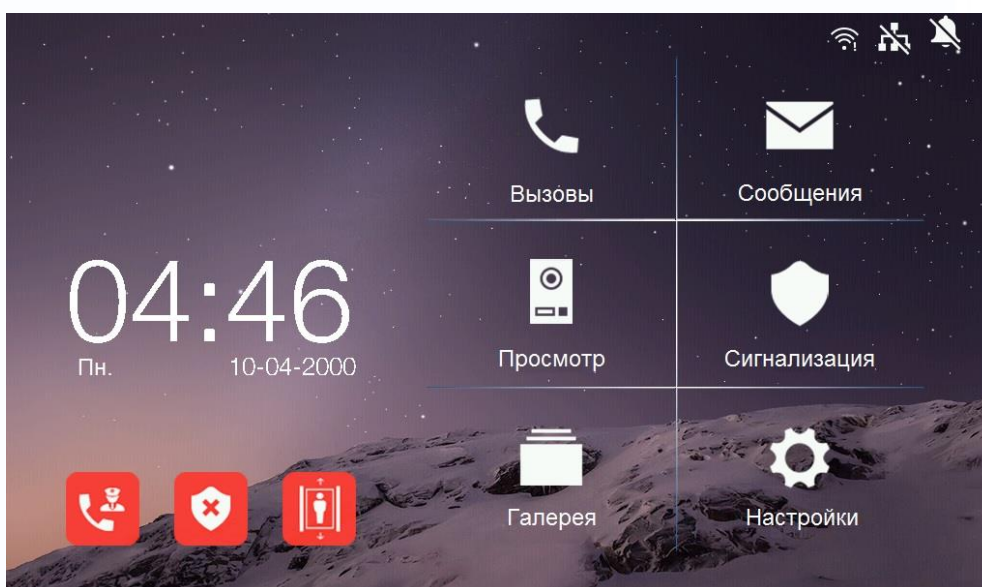 04:46
Пн. 10-04-2000
Вызовы
Сообщения
Просмотр
Сигнализация
Галерея
Настройки